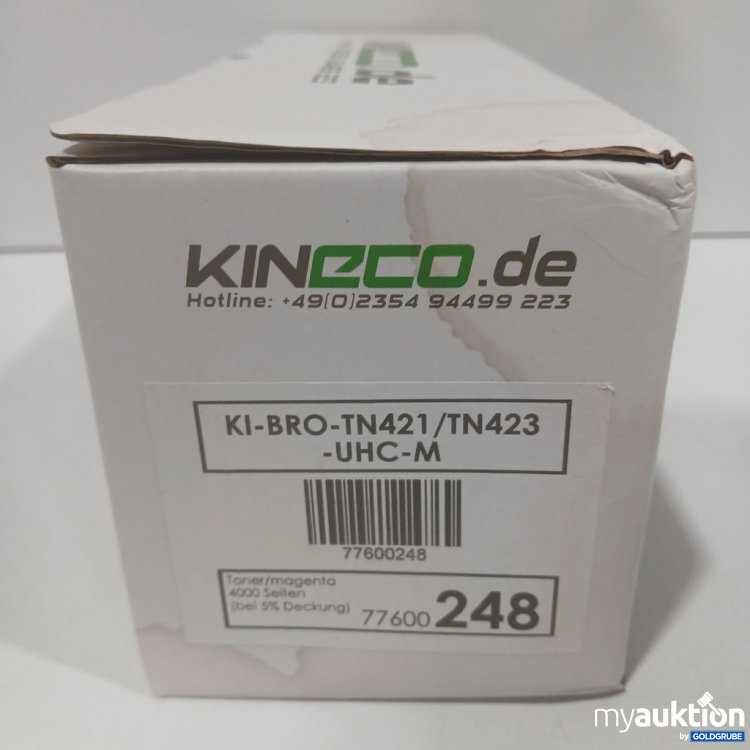 KINECO.de
Hotline: +49(0)2354 94499 223
KI-BRO-TN421/TN423
-UHC-M
77600248
Toner/magenta
4000 Seiten
(bei 5% Deckung)
77600 248
myauktion
by GOLDGRUBE